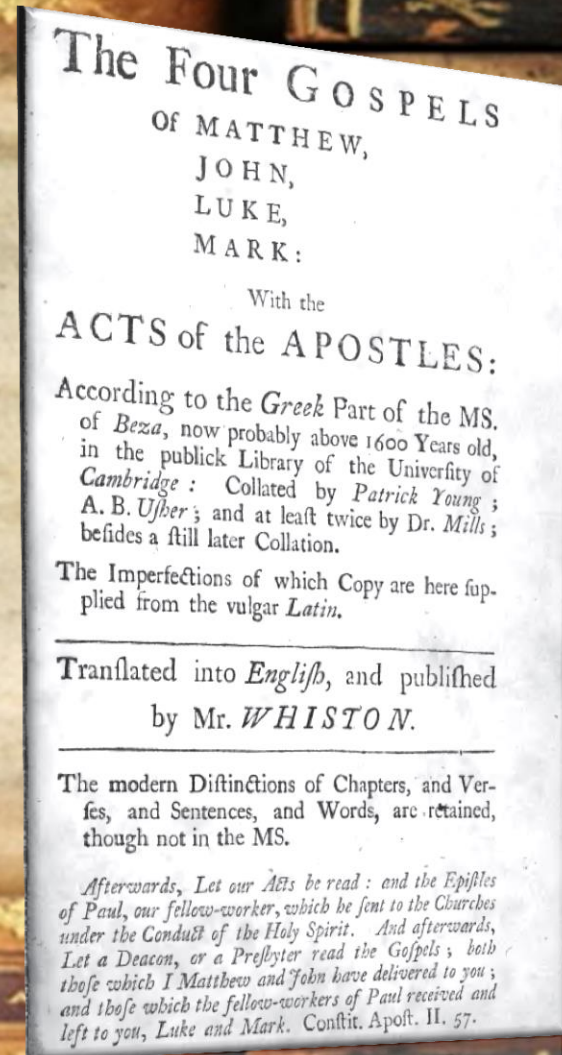 The Four GOSPELS
Of MATTHEW,
JOHN,
LUKE,
MARK:
With the
ACTS of the APOSTLES:
According to the Greek Part of the MS.
of Beza, now probably above 1600 Years old,
in the publick Library of the Univerſity of
Cambridge : Collated by Patrick Young ;
A. B. Uſher ; and at leaſt twice by Dr. Mills ;
beſides a ſtill later Collation.
The Imperfections of which Copy are here ſup-
plied from the vulgar Latin.
Tranſlated into Engliſh, and publiſhed
by Mr. WHISTON.
The modern Diſtinctions of Chapters, and Ver-
ſes, and Sentences, and Words, are retained,
though not in the MS.
Afterwards, Let our Acts be read : and the Epiſtles
of Paul, our fellow-worker, which he ſent to the Churches
under the Conduct of the Holy Spirit. And afterwards,
Let a Deacon, or a Preſbyter read the Goſpels ; both
thoſe which I Matthew and John have delivered to you ;
and thoſe which the fellow-workers of Paul received and
left to you, Luke and Mark. Conſtit. Apoſt. II. 57.